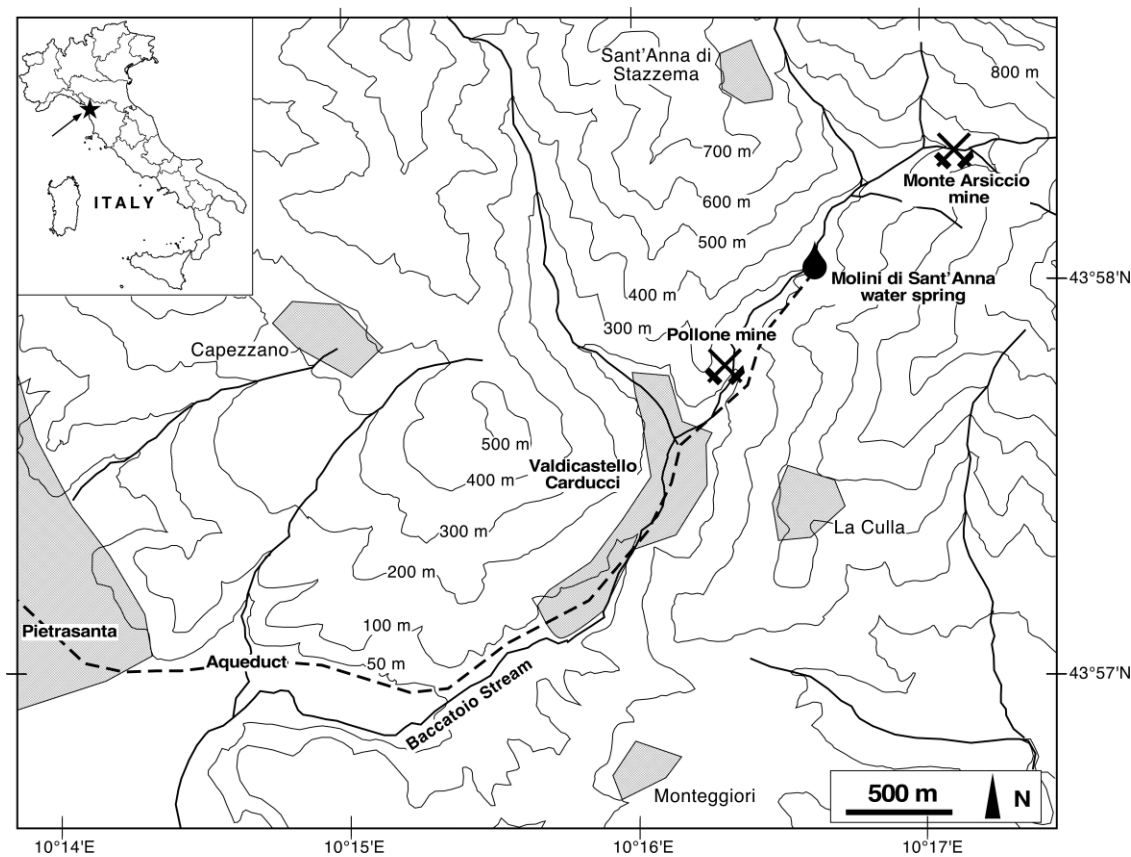 Sant'Anna di
Stazzema
800 m
700 m
Monte Arsiccio
mine
ITALY
600 m
500 m
Molini di Sant'Anna
water spring
43°58'N
400 m
300 m
Pollone mine
Capezzano
500 m
Valdicastello
Carducci
400 m
La Culla
300 m
200 m
100 m
Pietrasanta
Aqueduct
50 m
43°57'N
Baccatoio Stream
Monteggiori
500 m
N
10°14'E
10°15'E
10°16'E
10°17'E